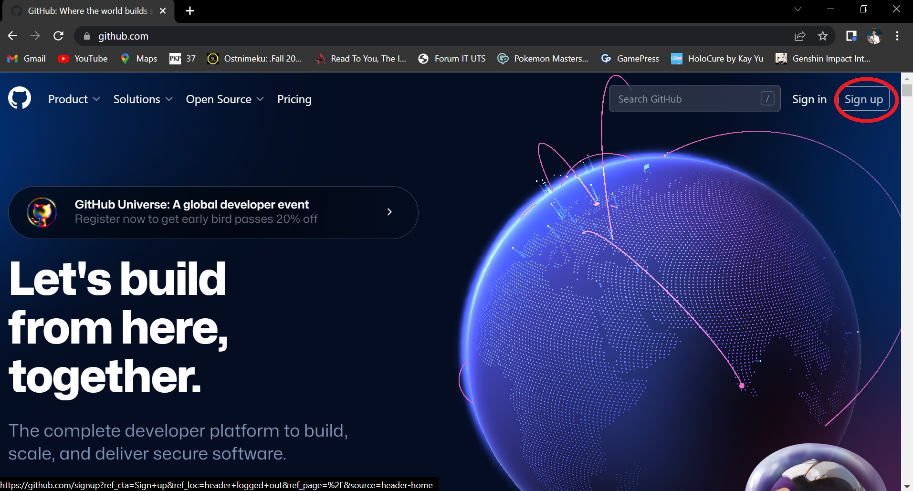 GitHub: Where the world builds s
github.com
Gmail
YouTube
Maps
PKP 37
Ostnimeku: .Fall 20...
Read To You, The l...
Forum IT UTS
Pokemon Masters...
GamePress
HoloCure by Kay Yu
Genshin Impact Int...
Product
Solutions
Open Source
Pricing
Search GitHub /
Sign in
Sign up
GitHub Universe: A global developer event
Register now to get early bird passes 20% off
Let's build
from here,
together.
The complete developer platform to build,
scale, and deliver secure software.
https://github.com/signup?ref_cta=Sign+up&ref_loc=header+logged+out&ref_page=%2F&source=header-home